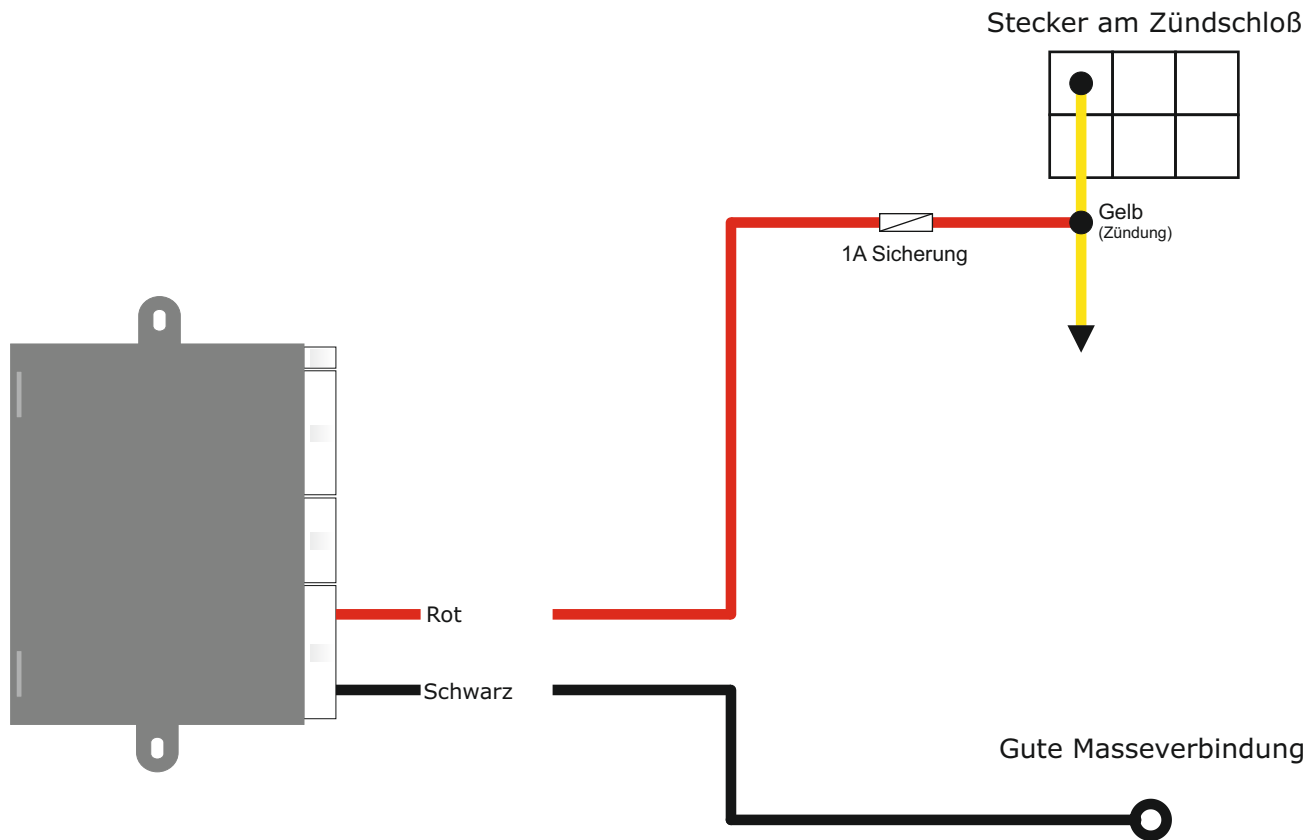 Stecker am Zündschloß
Gelb
(Zündung)
1A Sicherung
Rot
Schwarz
Gute Masseverbindung